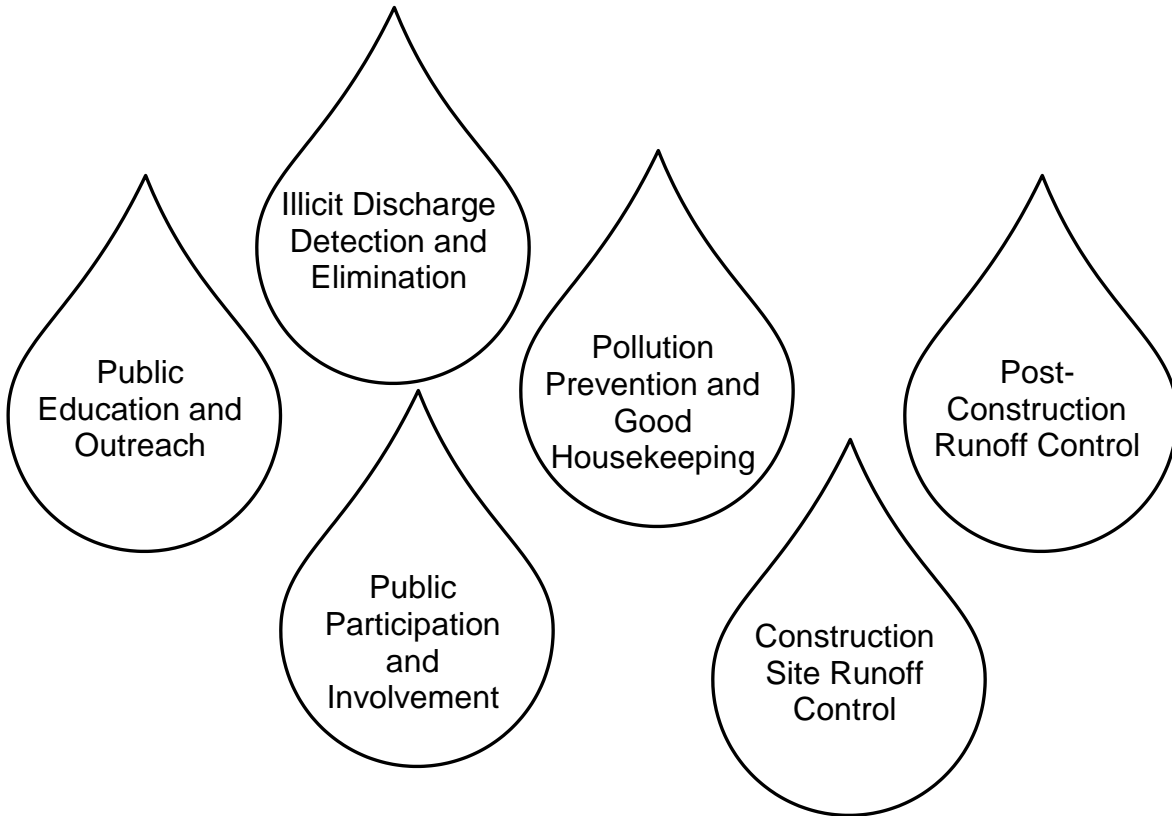 Illicit Discharge
Detection and
Elimination
Public
Education and
Outreach
Pollution
Prevention and
Good
Housekeeping
Post-
Construction
Runoff Control
Public
Participation
and
Involvement
Construction
Site Runoff
Control